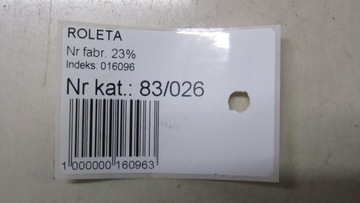 ROLETA
Nr fabr. 23%
Indeks: 016096
Nr kat.: 83/026
1 000000 160963